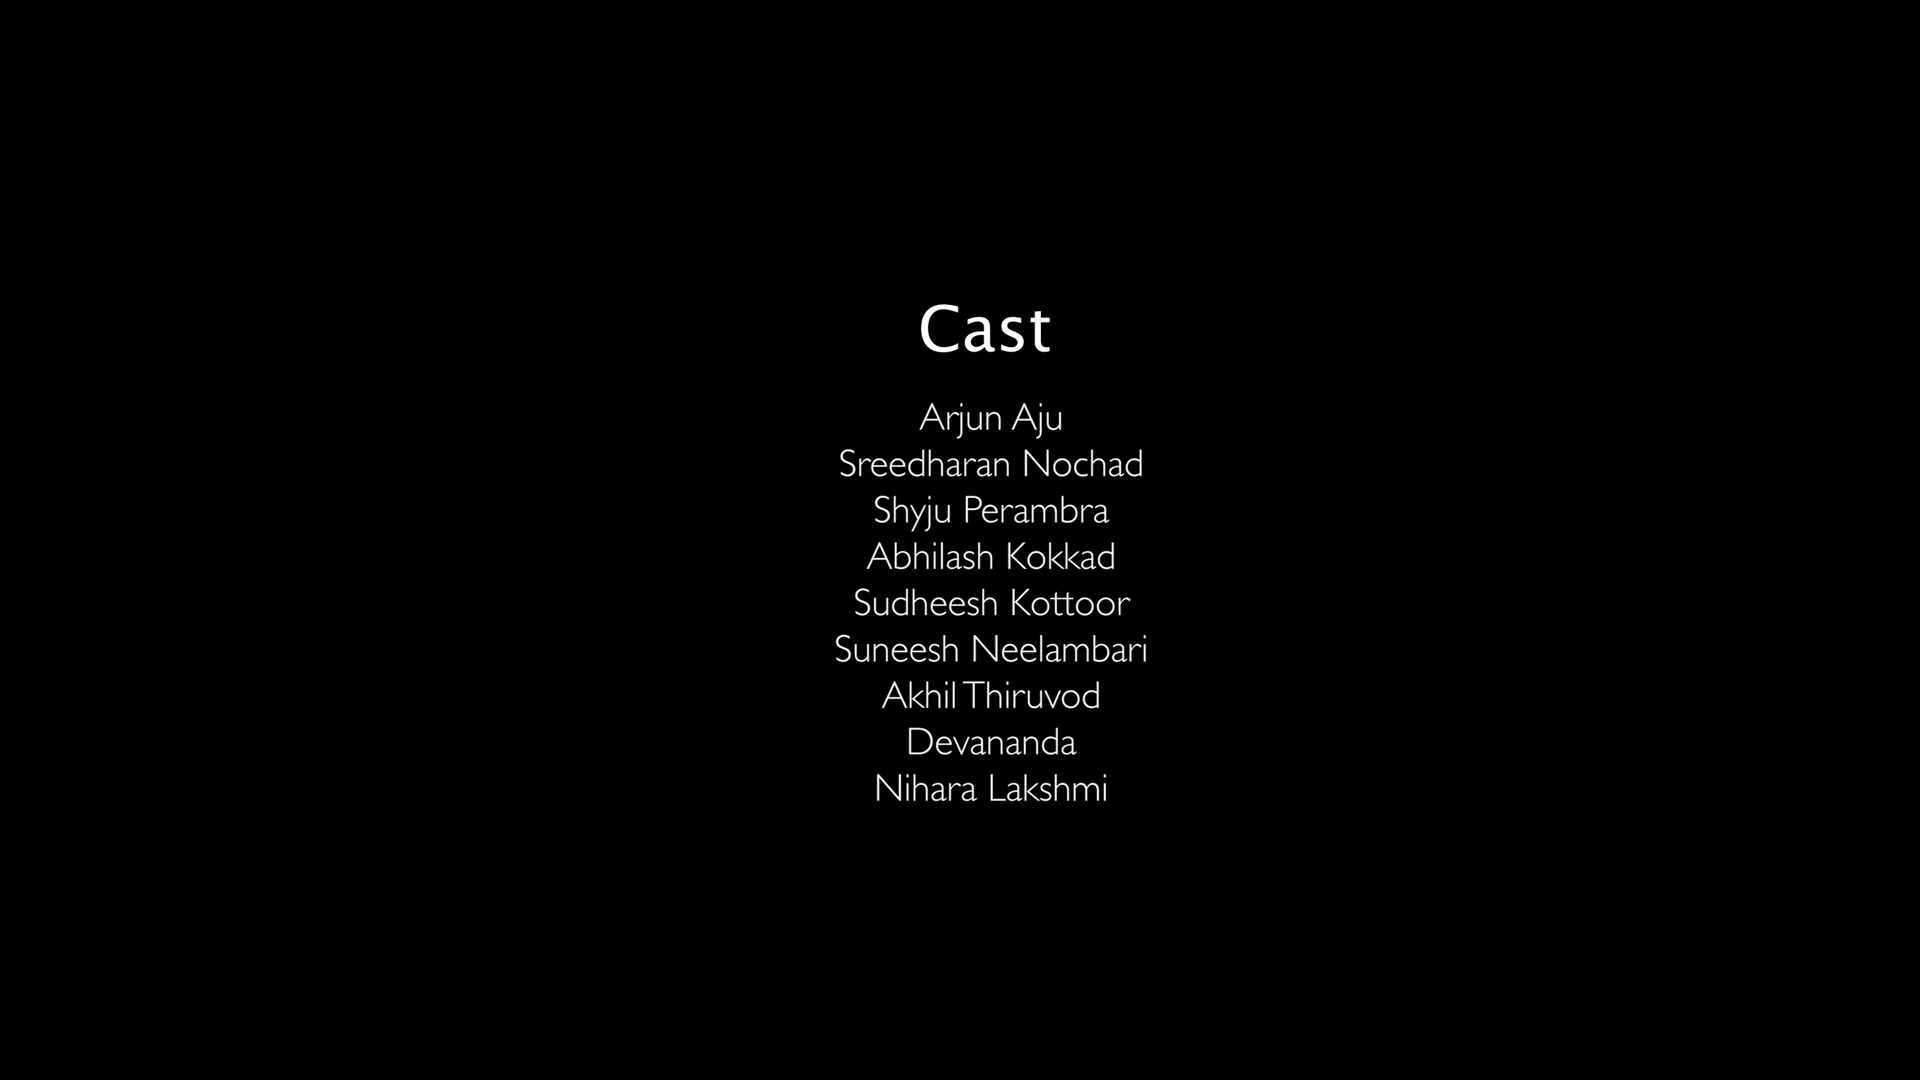 Cast
Arjun Aju
Sreedharan Nochad
Shyju Perambra
Abhilash Kokkad
Sudheesh Kottoor
Suneesh Neelambari
Akhil Thiruvod
Devananda
Nihara Lakshmi